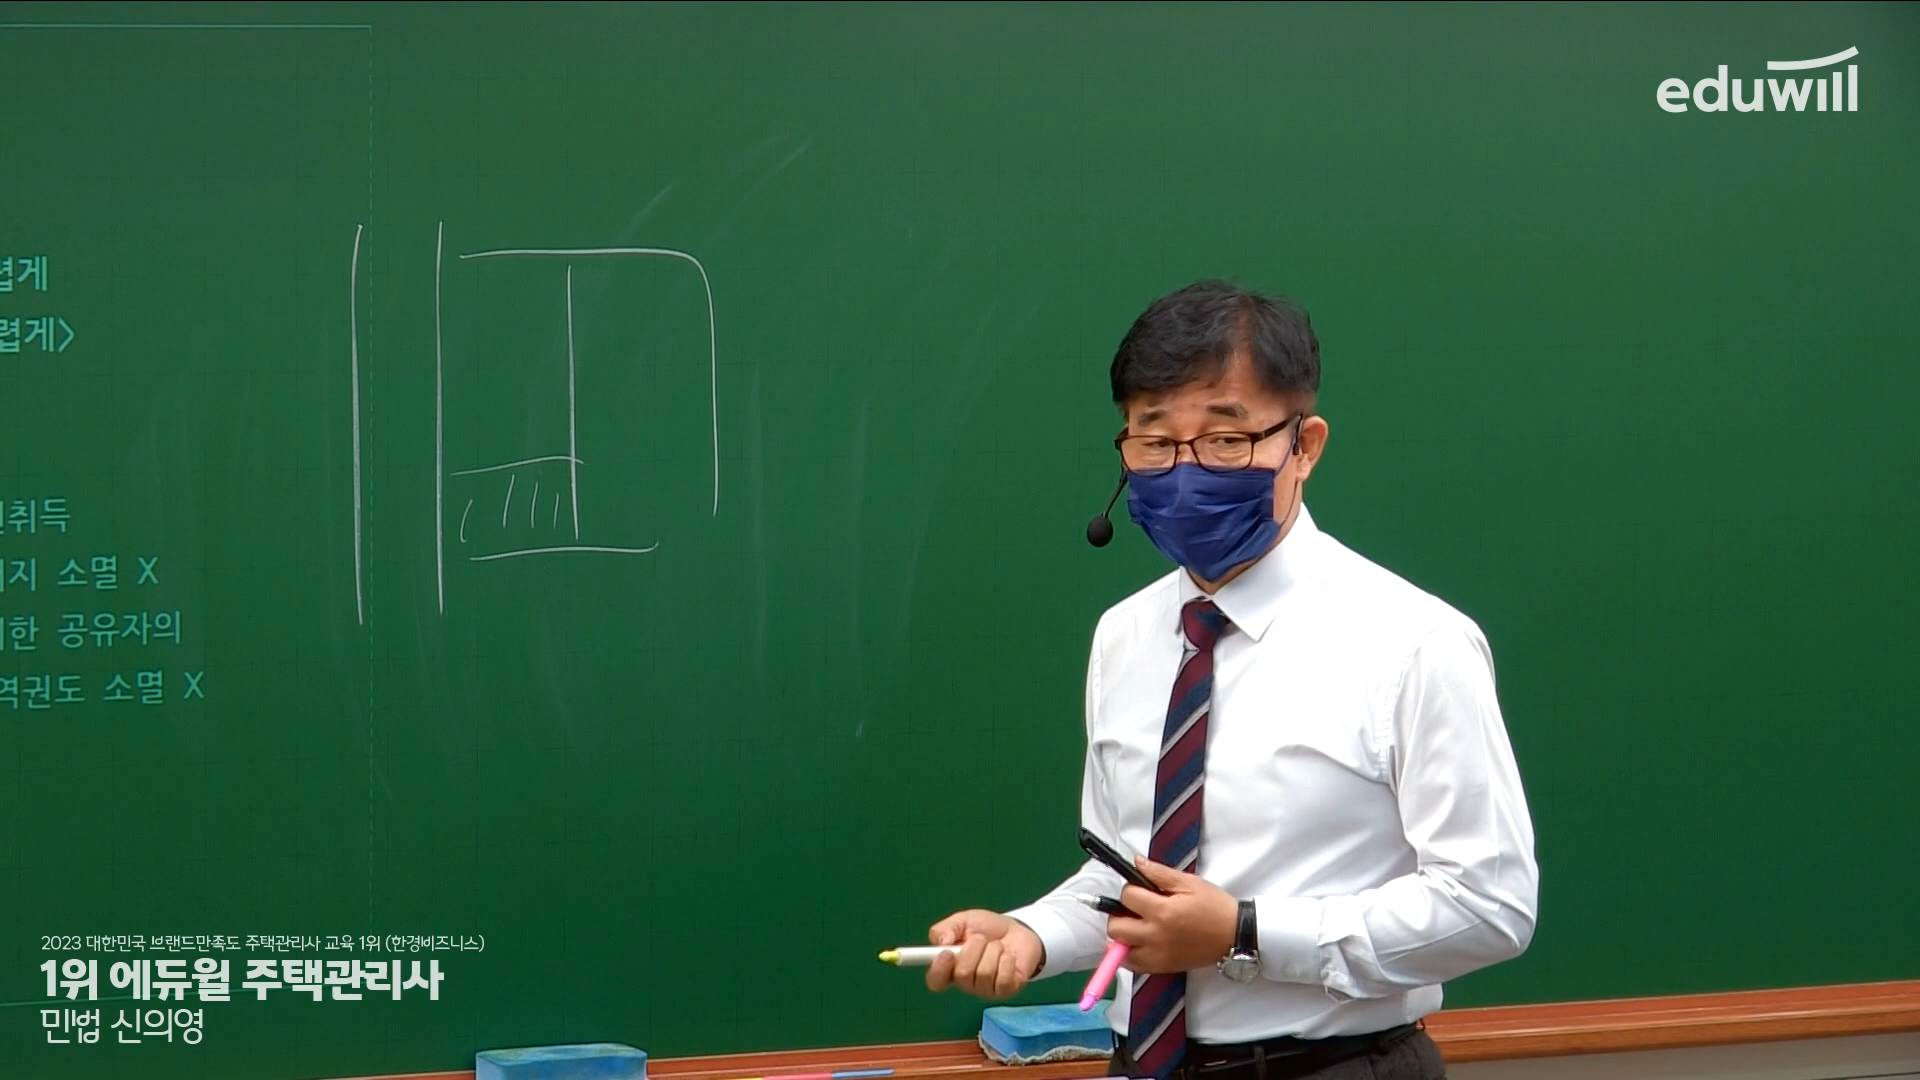 eduwill
렵게
렵게>
취득
지 소멸 X
한 공유자의
역권도 소멸 X
2023 대한민국 브랜드만족도 주택관리사 교육 1위 (한경비즈니스)
1위 에듀윌 주택관리사
민법 신의영